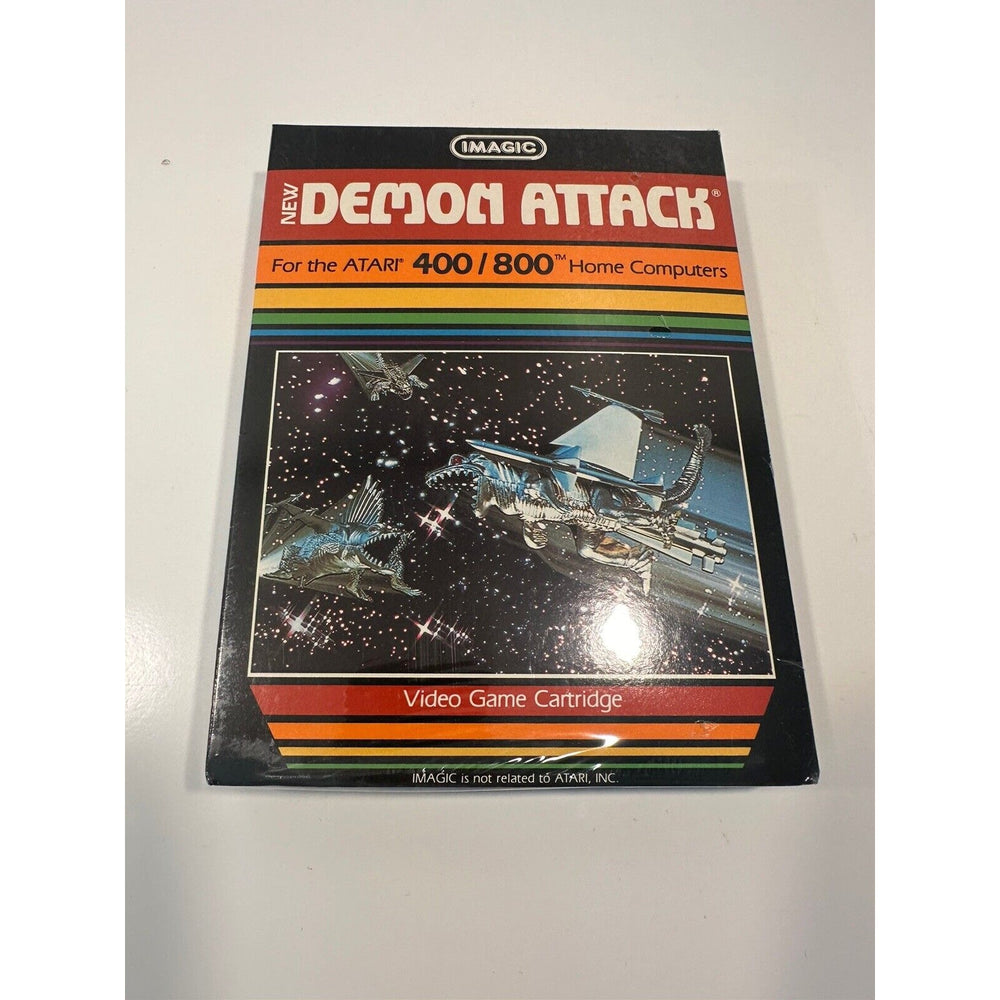 IMAGIC
NEW DEMON ATTACK®
For the ATARI® 400/800™ Home Computers
Video Game Cartridge
IMAGIC is not related to ATARI, INC.